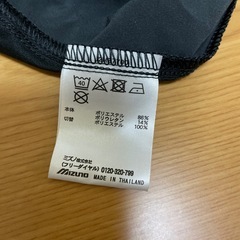 40
本体 ポリエステル 86%
ポリウレタン 14%
切替 ポリエステル 100%
ミズノ株式会社
(フリーダイヤル) 0120-320-799
MIZUNO MADE IN THAILAND